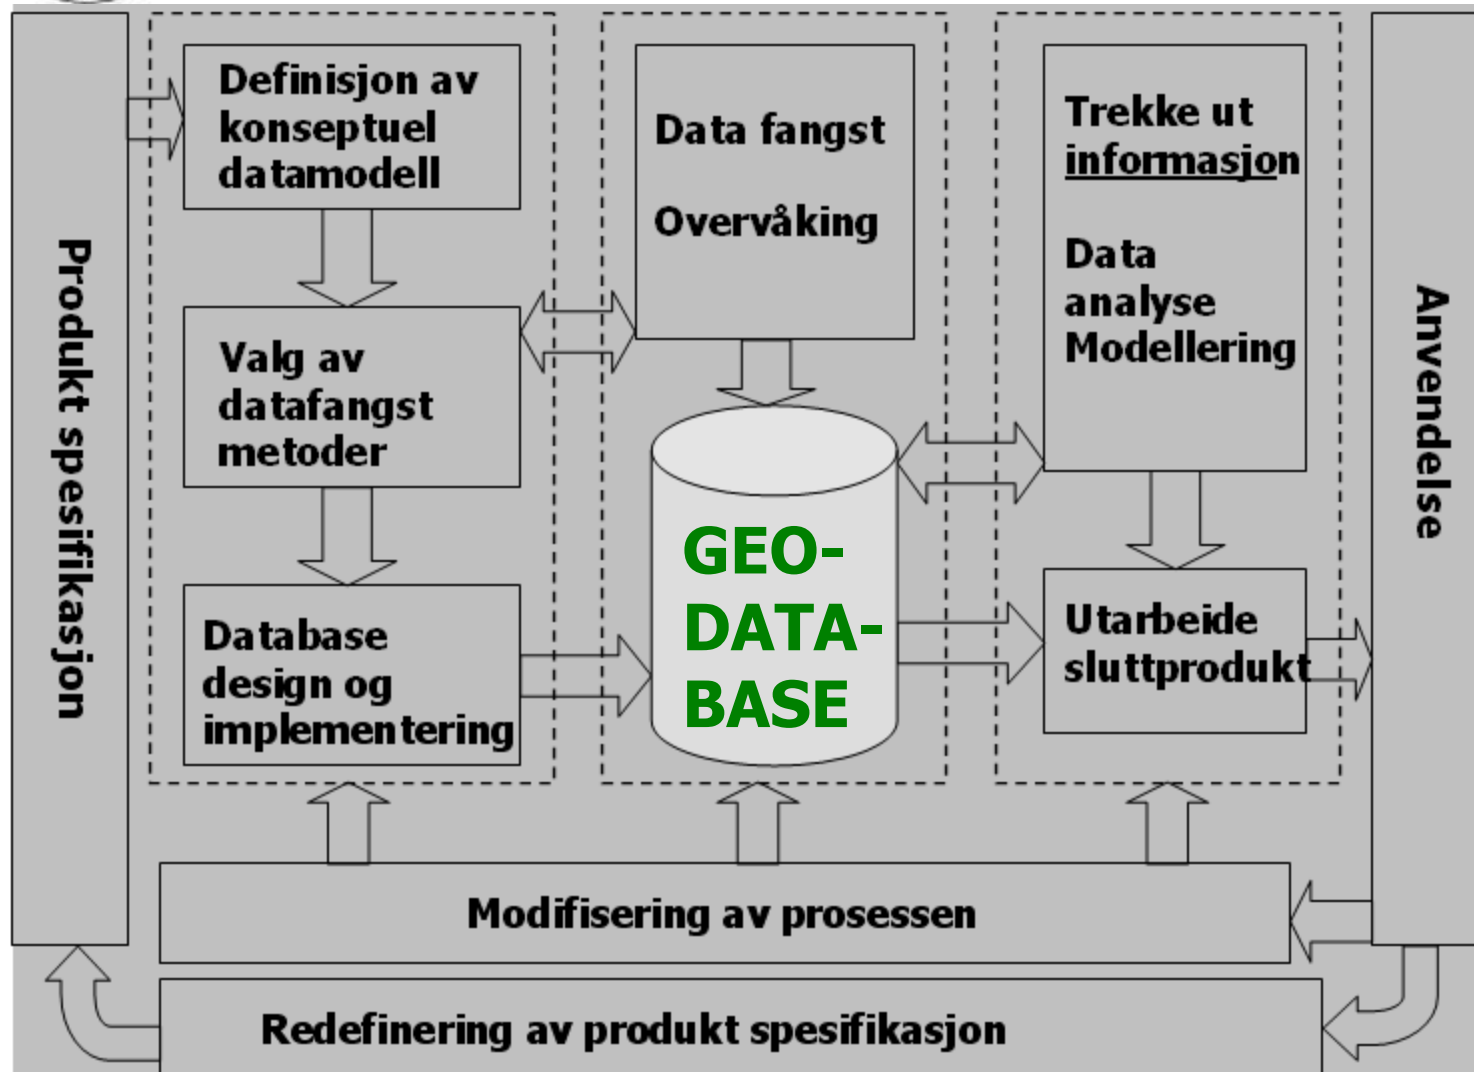 Produkt spesifikasjon
Definisjon av
konseptuel
datamodell
Valg av
datafangst
metoder
Database
design og
implementering
Data fangst
Overvåking
GEO-
DATA-
BASE
Trekke ut
informasjon
Data
analyse
Modellering
Utarbeide
sluttprodukt
Anvendelse
Modifisering av prosessen
Redefinering av produkt spesifikasjon